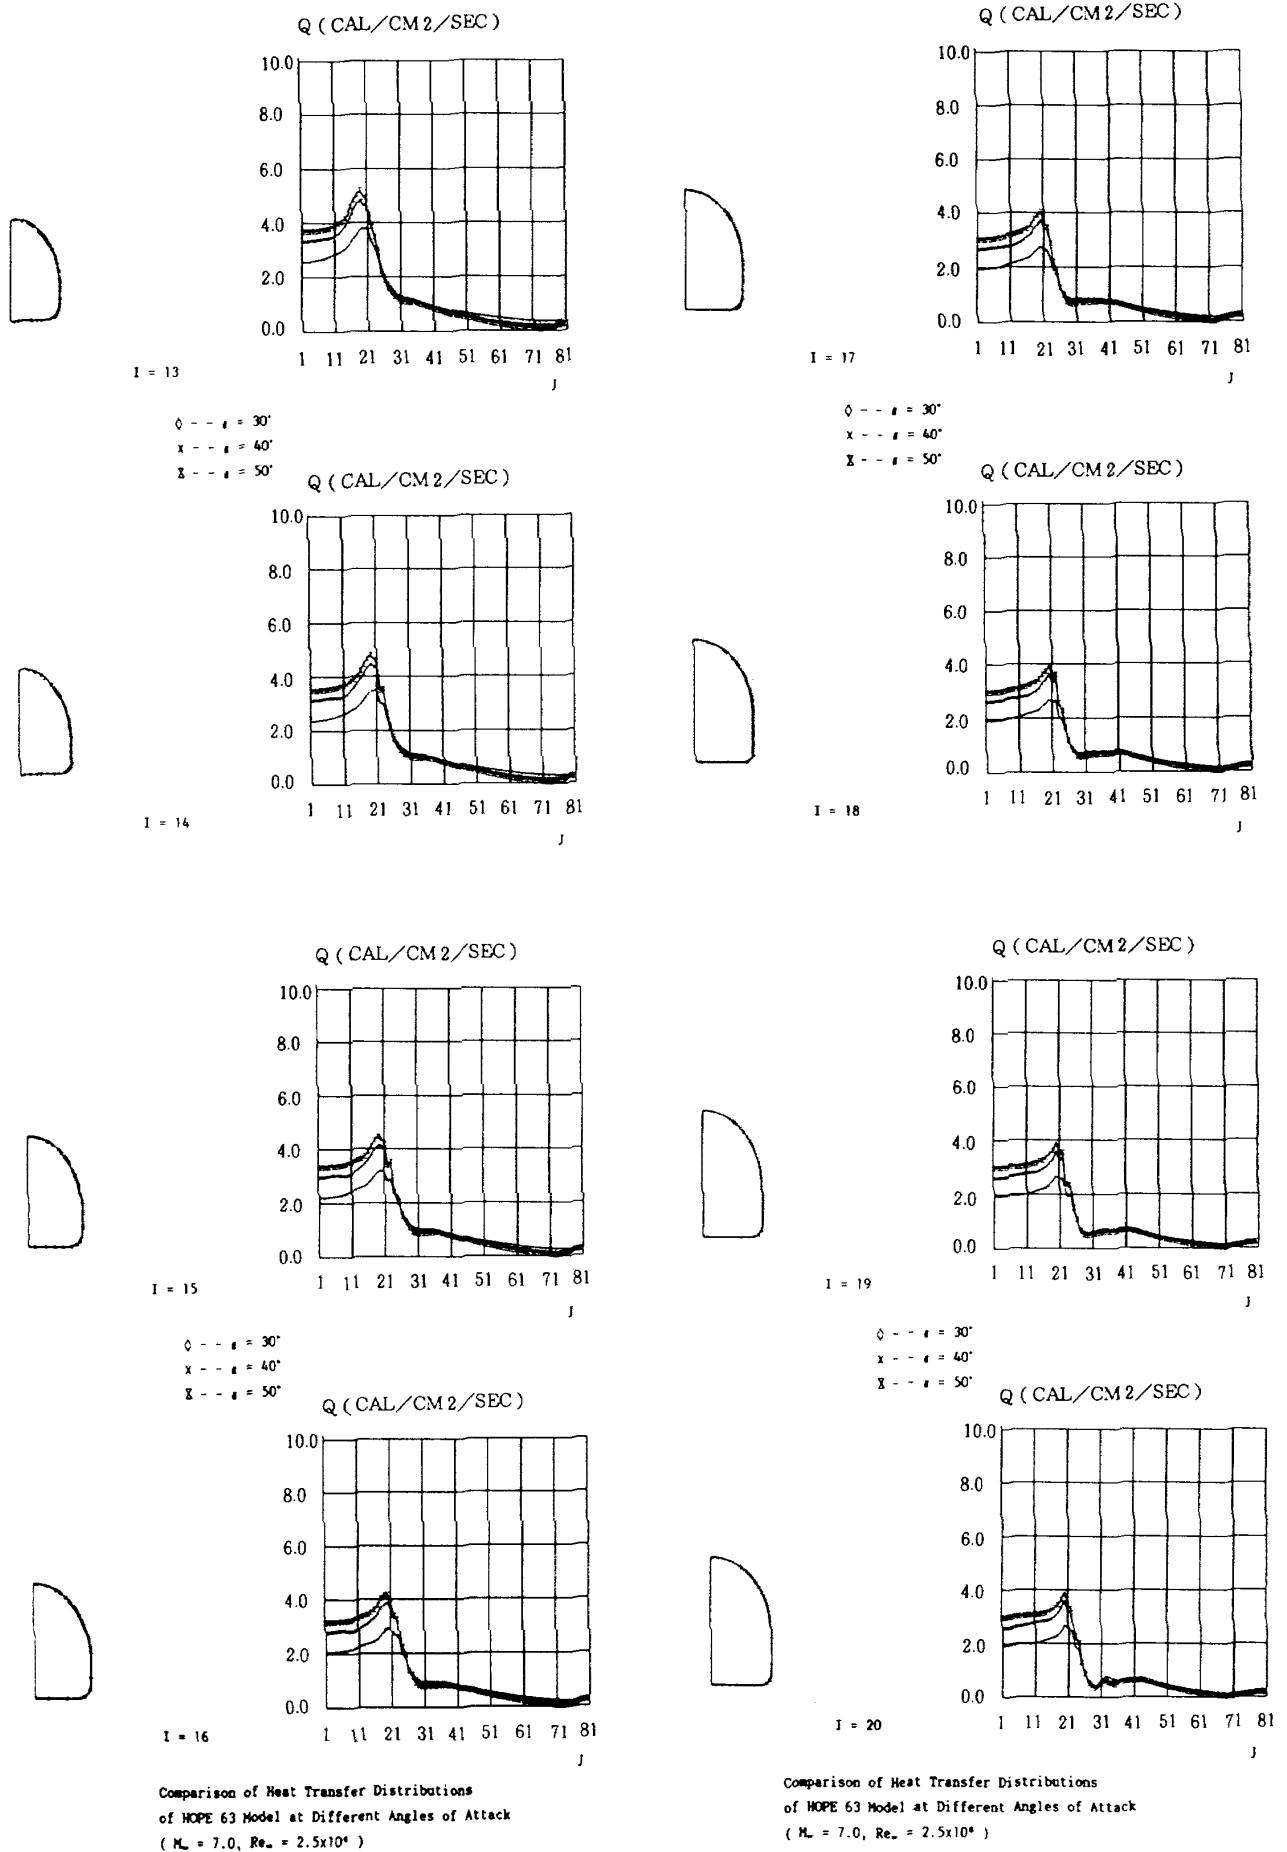 Q ( CAL/CM2/SEC )
10.0
8.0
6.0
4.0
2.0
0.0
1 11 21 31 41 51 61 71 81
J
I = 13
◊ - - = 30°
x - - = 40°
- - = 50°
Q ( CAL/CM2/SEC )
10.0
8.0
6.0
4.0
2.0
0.0
1 11 21 31 41 51 61 71 81
J
I = 14
Q ( CAL/CM2/SEC )
10.0
8.0
6.0
4.0
2.0
0.0
1 11 21 31 41 51 61 71 81
J
I = 15
◊ - - = 30°
x - - = 40°
- - = 50°
Q ( CAL/CM2/SEC )
10.0
8.0
6.0
4.0
2.0
0.0
1 11 21 31 41 51 61 71 81
J
I = 16
Comparison of Heat Transfer Distributions
of HOPE 63 Model at Different Angles of Attack
( M∞ = 7.0, Re∞ = 2.5x10⁶ )
Q ( CAL/CM2/SEC )
10.0
8.0
6.0
4.0
2.0
0.0
1 11 21 31 41 51 61 71 81
J
I = 17
◊ - - = 30°
x - - = 40°
- - = 50°
Q ( CAL/CM2/SEC )
10.0
8.0
6.0
4.0
2.0
0.0
1 11 21 31 41 51 61 71 81
J
I = 18
Q ( CAL/CM2/SEC )
10.0
8.0
6.0
4.0
2.0
0.0
1 11 21 31 41 51 61 71 81
J
I = 19
◊ - - = 30°
x - - = 40°
- - = 50°
Q ( CAL/CM2/SEC )
10.0
8.0
6.0
4.0
2.0
0.0
1 11 21 31 41 51 61 71 81
J
I = 20
Comparison of Heat Transfer Distributions
of HOPE 63 Model at Different Angles of Attack
( M∞ = 7.0, Re∞ = 2.5x10⁶ )